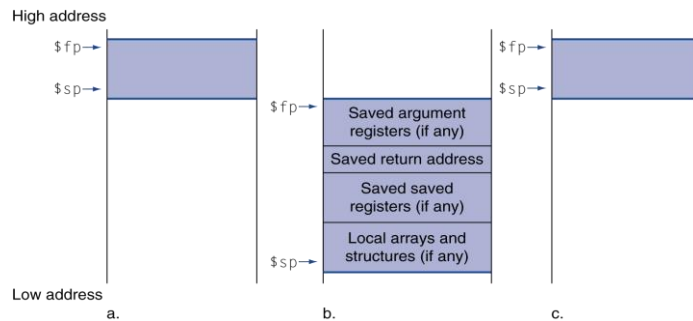 High address
$fp
$sp
$fp
Saved argument
registers (if any)
Saved return address
Saved saved
registers (if any)
Local arrays and
structures (if any)
$sp
$fp
$sp
Low address
a.
b.
c.